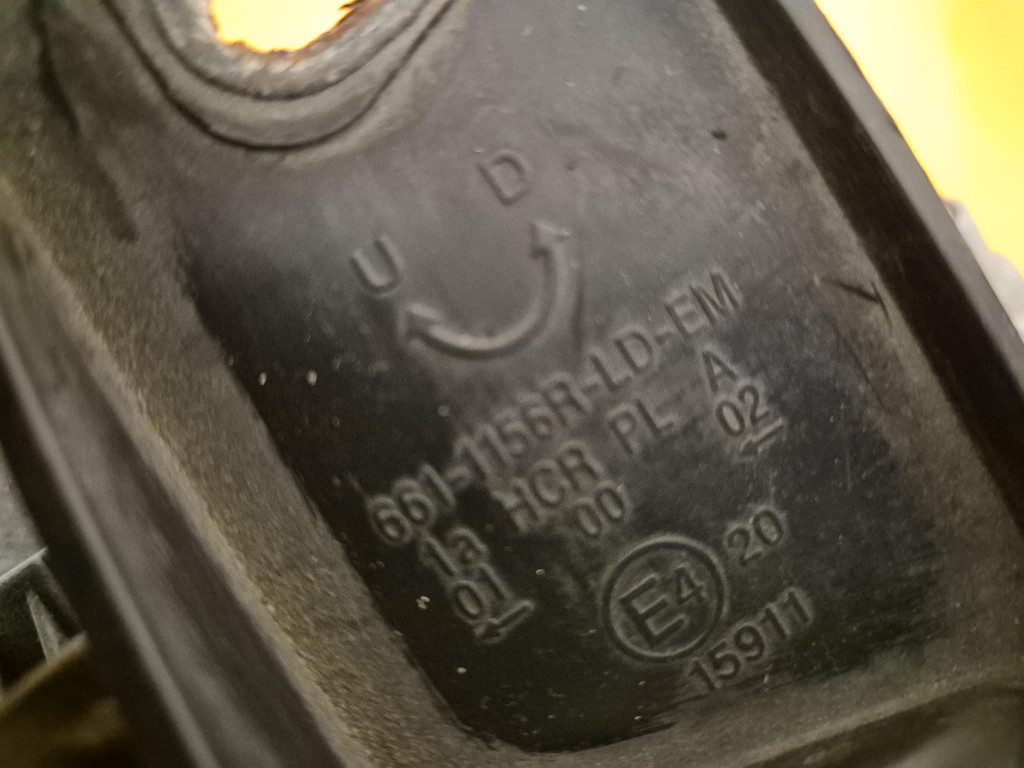 U D
661-1156R-LD-EM
1a HCR PL A
01 00 02
E4 20
15911